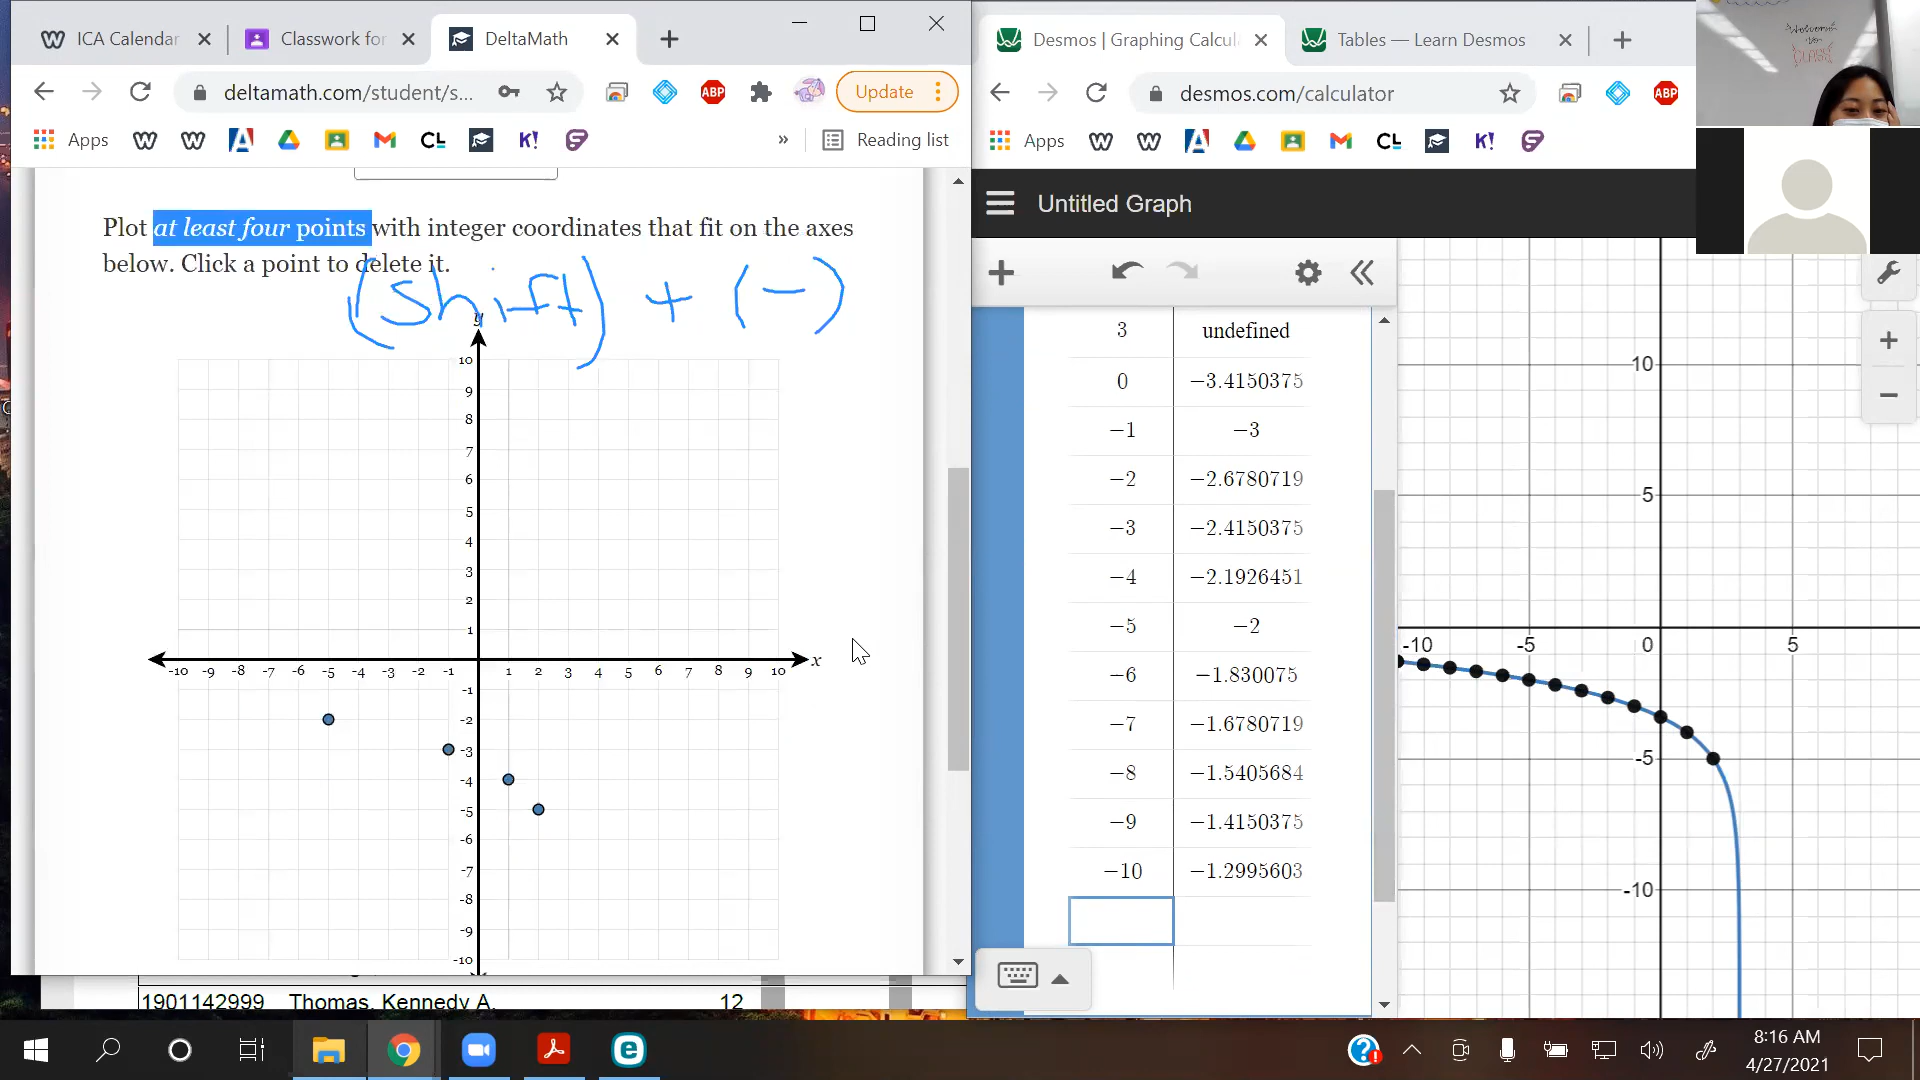 ICA Calendar
Classwork for
DeltaMath
deltamath.com/student/s...
ABP
Update
Apps
CL
K!
»
Reading list
Plot at least four points with integer coordinates that fit on the axes
below. Click a point to delete it.
(Shift) + (-)
y
10
9
8
7
6
5
4
3
2
1
-10 -9 -8 -7 -6 -5 -4 -3 -2 -1 1 2 3 4 5 6 7 8 9 10 x
-1
-2
-3
-4
-5
-6
-7
-8
-9
-10
1901142999 Thomas, Kennedy A. 12
Desmos | Graphing Calcul
Tables — Learn Desmos
desmos.com/calculator
ABP
Apps
CL
K!
Untitled Graph
3 undefined
0 −3.4150375
−1 −3
−2 −2.6780719
−3 −2.4150375
−4 −2.1926451
−5 −2
−6 −1.830075
−7 −1.6780719
−8 −1.5405684
−9 −1.4150375
−10 −1.2995603
10
5
-10 -5 0 5
-5
-10
Welcome
to
CLASS
8:16 AM
4/27/2021